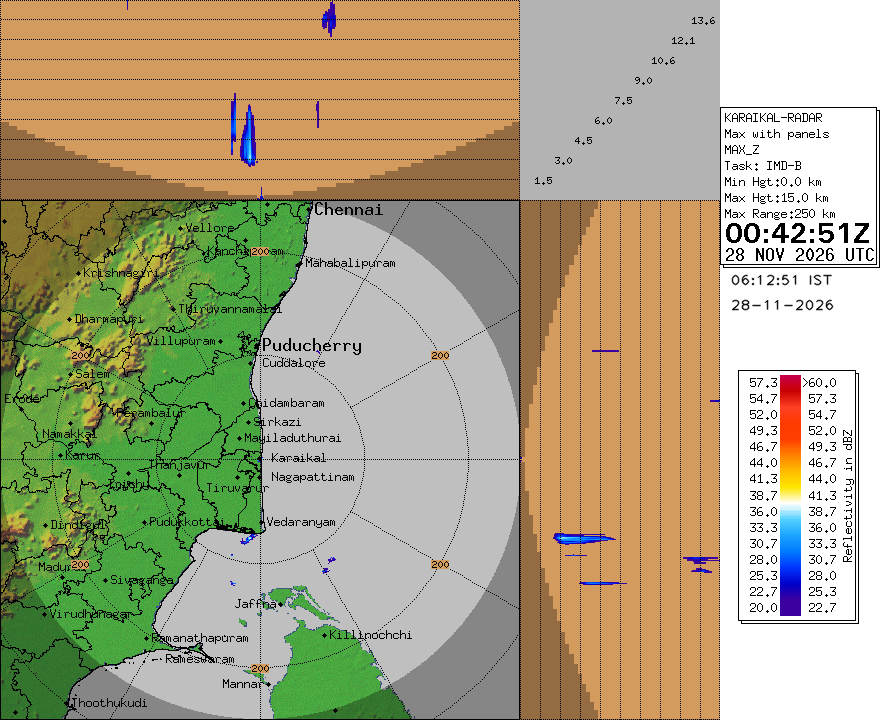 13.6
12.1
10.6
9.0
7.5
6.0
4.5
3.0
1.5
KARAIKAL-RADAR
Max with panels
MAX_Z
Task: IMD-B
Min Hgt:0.0 km
Max Hgt:15.0 km
Max Range:250 km
00:42:51Z
28 NOV 2026 UTC
06:12:51 IST
28-11-2026
Chennai
Vellore
200
Mahabalipuram
Krishnagiri
Thiruvannamalai
Dharmapuri
Villupuram
Puducherry
200
200
Cuddalore
Salem
Erode
Chidambaram
Perambalur
Sirkazi
Namakkal
Mayiladuthurai
Karur
Karaikal
Thanjavur
Nagapattinam
Tiruvarur
Dindigul
Pudukkottai
Vedaranyam
200
200
Sivaganga
Jaffna
Virudhunagar
Ramanathapuram
Killinochchi
Rameswaram
200
Mannar
Thoothukudi
57.3 >60.0
54.7 57.3
52.0 54.7
49.3 52.0
46.7 49.3
44.0 46.7
41.3 44.0
38.7 41.3
36.0 38.7
33.3 36.0
30.7 33.3
28.0 30.7
25.3 28.0
22.7 25.3
20.0 22.7
Reflectivity in dBZ